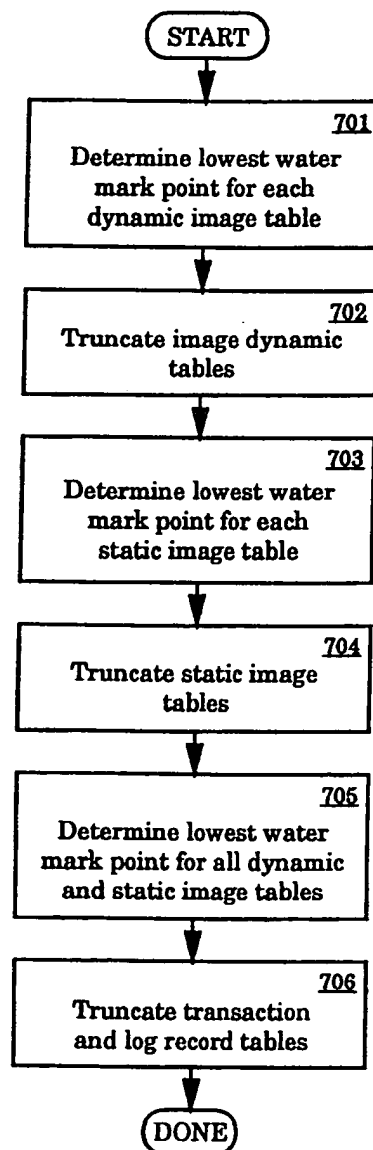 START
701
Determine lowest water
mark point for each
dynamic image table
702
Truncate image dynamic
tables
703
Determine lowest water
mark point for each
static image table
704
Truncate static image
tables
705
Determine lowest water
mark point for all dynamic
and static image tables
706
Truncate transaction
and log record tables
DONE